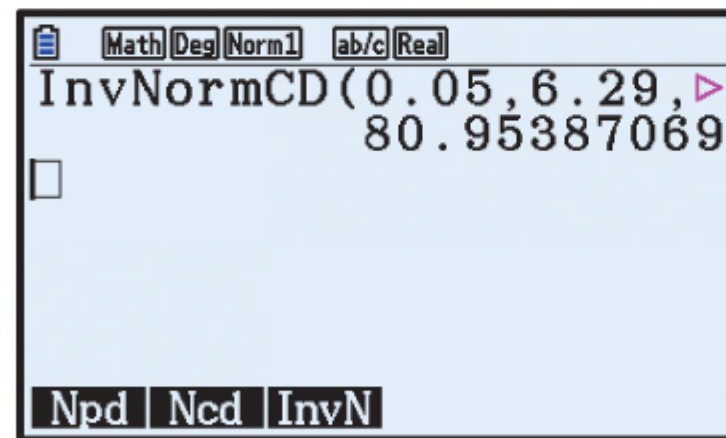 Math Deg Norm1 ab/c Real
InvNormCD(0.05,6.29,▷
80.95387069
Npd Ncd InvN